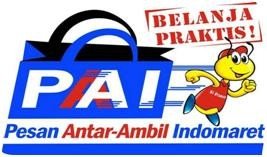 BELANJA
PRAKTIS!
PAI
Pesan Antar-Ambil Indomaret